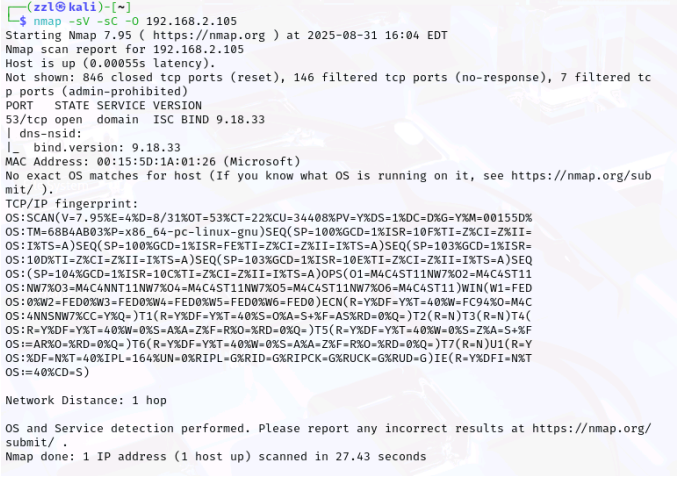 ┌──(zzl㉿kali)-[~]
└─$ nmap -sV -sC -O 192.168.2.105
Starting Nmap 7.95 ( https://nmap.org ) at 2025-08-31 16:04 EDT
Nmap scan report for 192.168.2.105
Host is up (0.00055s latency).
Not shown: 846 closed tcp ports (reset), 146 filtered tcp ports (no-response), 7 filtered tc
p ports (admin-prohibited)
PORT   STATE SERVICE VERSION
53/tcp open  domain  ISC BIND 9.18.33
| dns-nsid:
|_  bind.version: 9.18.33
MAC Address: 00:15:5D:1A:01:26 (Microsoft)
No exact OS matches for host (If you know what OS is running on it, see https://nmap.org/sub
mit/ ).
TCP/IP fingerprint:
OS:SCAN(V=7.95%E=4%D=8/31%OT=53%CT=22%CU=34408%PV=Y%DS=1%DC=D%G=Y%M=00155D%
OS:TM=68B4AB03%P=x86_64-pc-linux-gnu)SEQ(SP=100%GCD=1%ISR=10F%TI=Z%CI=Z%II=
OS:I%TS=A)SEQ(SP=100%GCD=1%ISR=FE%TI=Z%CI=Z%II=I%TS=A)SEQ(SP=103%GCD=1%ISR=
OS:10D%TI=Z%CI=Z%II=I%TS=A)SEQ(SP=103%GCD=1%ISR=10E%TI=Z%CI=Z%II=I%TS=A)SEQ
OS:(SP=104%GCD=1%ISR=10C%TI=Z%CI=Z%II=I%TS=A)OPS(O1=M4C4ST11NW7%O2=M4C4ST11
OS:NW7%O3=M4C4NNT11NW7%O4=M4C4ST11NW7%O5=M4C4ST11NW7%O6=M4C4ST11)WIN(W1=FED
OS:0%W2=FED0%W3=FED0%W4=FED0%W5=FED0%W6=FED0)ECN(R=Y%DF=Y%T=40%W=FC94%O=M4C
OS:4NNSNW7%CC=Y%Q=)T1(R=Y%DF=Y%T=40%S=O%A=S+%F=AS%RD=0%Q=)T2(R=N)T3(R=N)T4(
OS:R=Y%DF=Y%T=40%W=0%S=A%A=Z%F=R%O=%RD=0%Q=)T5(R=Y%DF=Y%T=40%W=0%S=Z%A=S+%F
OS:=AR%O=%RD=0%Q=)T6(R=Y%DF=Y%T=40%W=0%S=A%A=Z%F=R%O=%RD=0%Q=)T7(R=N)U1(R=Y
OS:%DF=N%T=40%IPL=164%UN=0%RIPL=G%RID=G%RIPCK=G%RUCK=G%RUD=G)IE(R=Y%DFI=N%T
OS:=40%CD=S)
Network Distance: 1 hop
OS and Service detection performed. Please report any incorrect results at https://nmap.org/
submit/ .
Nmap done: 1 IP address (1 host up) scanned in 27.43 seconds